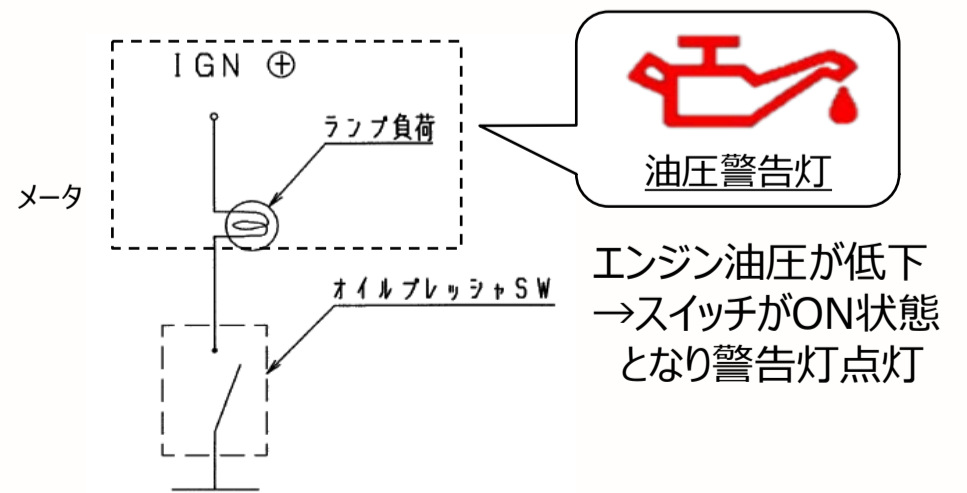 IGN ⊕
ランプ負荷
メータ
油圧警告灯
オイルプレッシャSW
エンジン油圧が低下
→スイッチがON状態
となり警告灯点灯